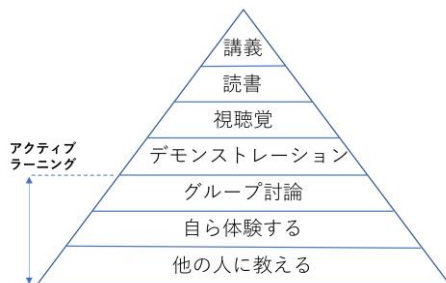 講義
読書
視聴覚
デモンストレーション
アクティブ
ラーニング
グループ討論
自ら体験する
他の人に教える